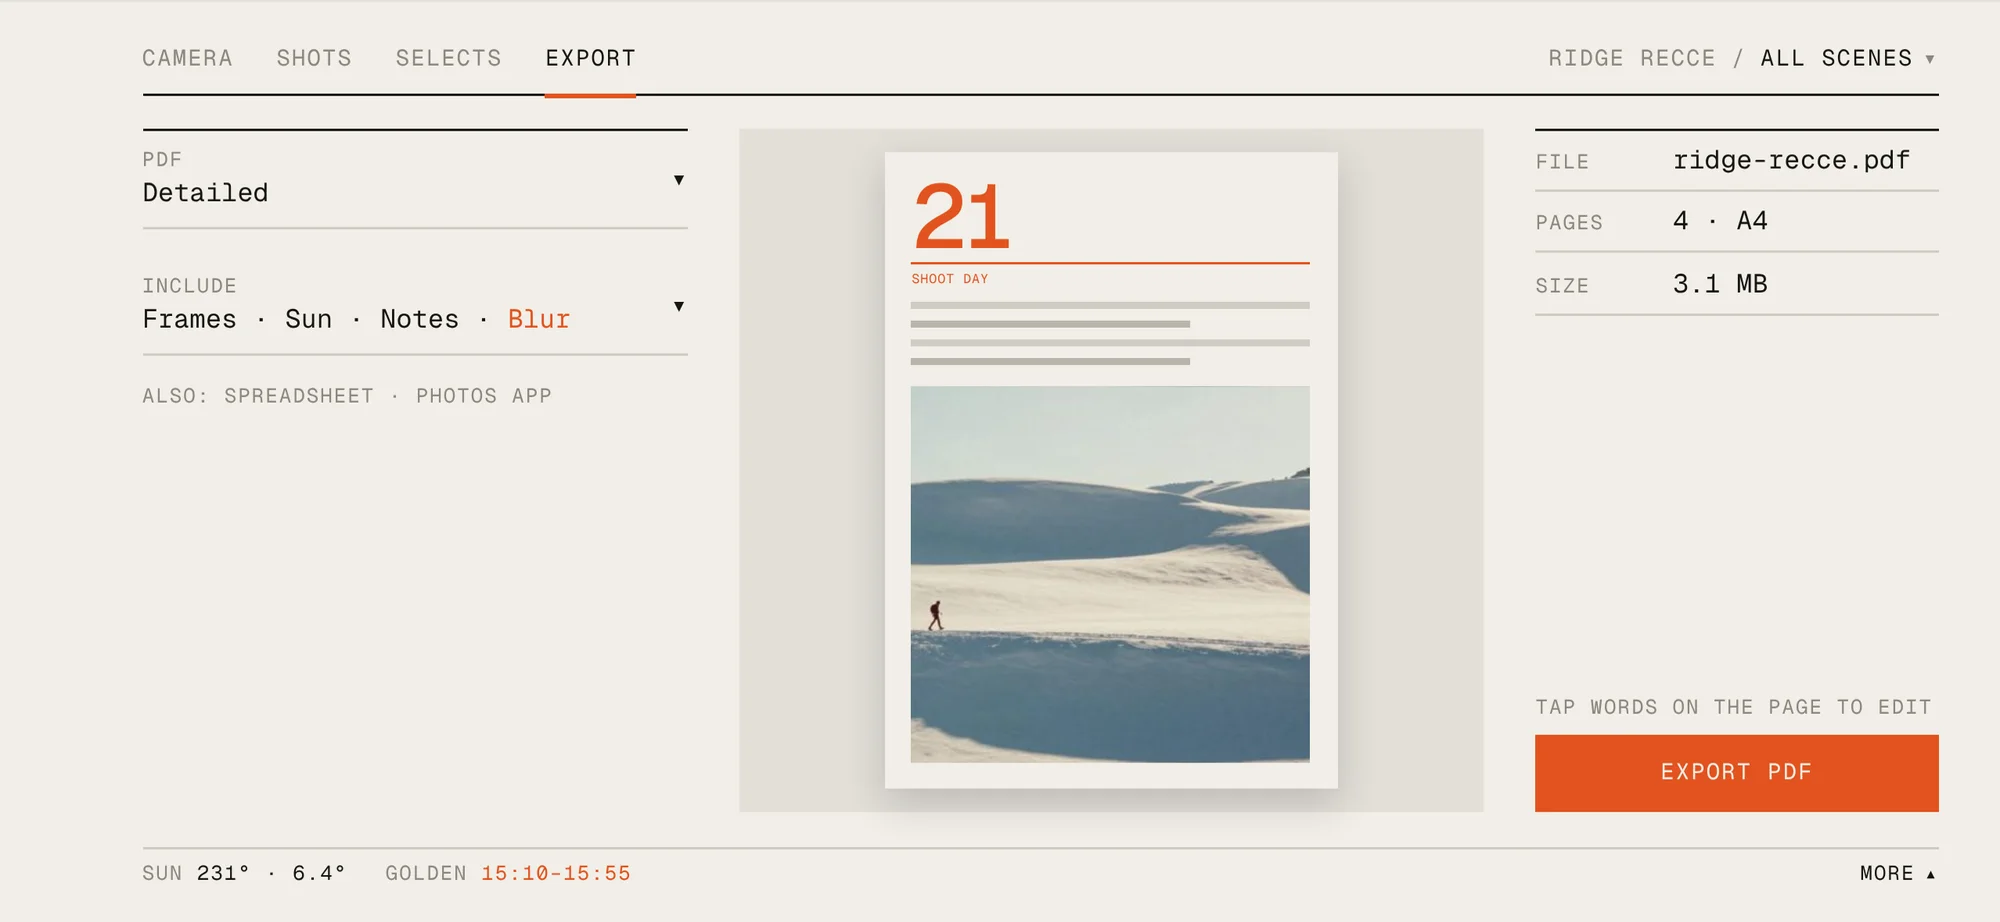 CAMERA SHOTS SELECTS EXPORT
RIDGE RECCE / ALL SCENES ▾
PDF
Detailed ▼
INCLUDE
Frames · Sun · Notes · Blur ▼
ALSO: SPREADSHEET · PHOTOS APP
21
SHOOT DAY
FILE ridge-recce.pdf
PAGES 4 · A4
SIZE 3.1 MB
TAP WORDS ON THE PAGE TO EDIT
EXPORT PDF
SUN 231° · 6.4° GOLDEN 15:10–15:55
MORE ▴